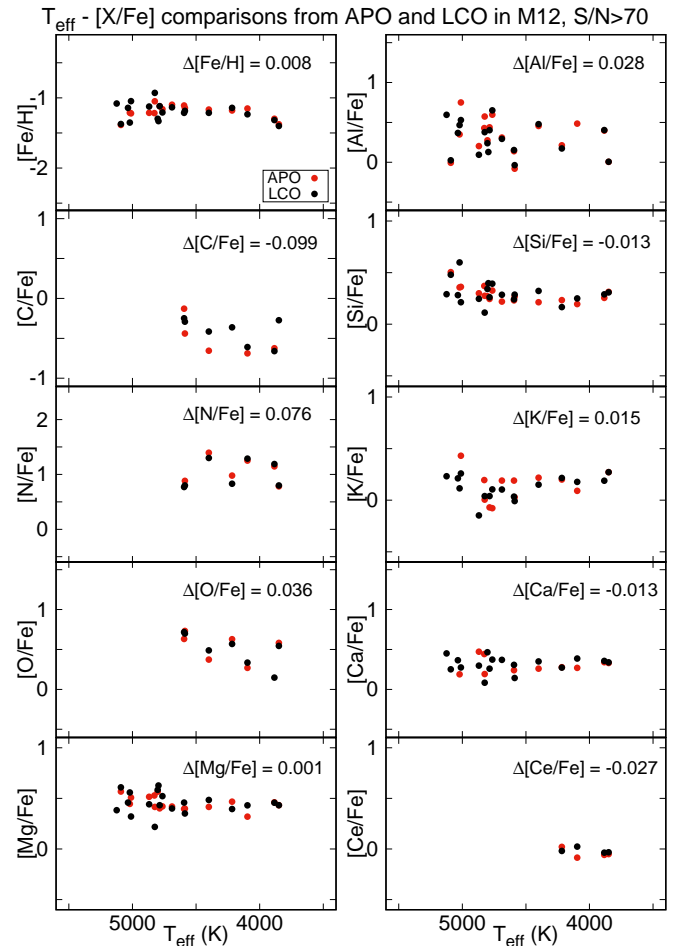 T_eff - [X/Fe] comparisons from APO and LCO in M12, S/N>70
Δ[Fe/H] = 0.008
[Fe/H]
-1
-2
APO
LCO
Δ[C/Fe] = -0.099
[C/Fe]
1
0
-1
Δ[N/Fe] = 0.076
[N/Fe]
2
1
0
Δ[O/Fe] = 0.036
[O/Fe]
1
0
Δ[Mg/Fe] = 0.001
[Mg/Fe]
1
0
5000
4000
T_eff (K)
Δ[Al/Fe] = 0.028
[Al/Fe]
1
0
Δ[Si/Fe] = -0.013
[Si/Fe]
1
0
Δ[K/Fe] = 0.015
[K/Fe]
1
0
Δ[Ca/Fe] = -0.013
[Ca/Fe]
1
0
Δ[Ce/Fe] = -0.027
[Ce/Fe]
1
0
5000
4000
T_eff (K)